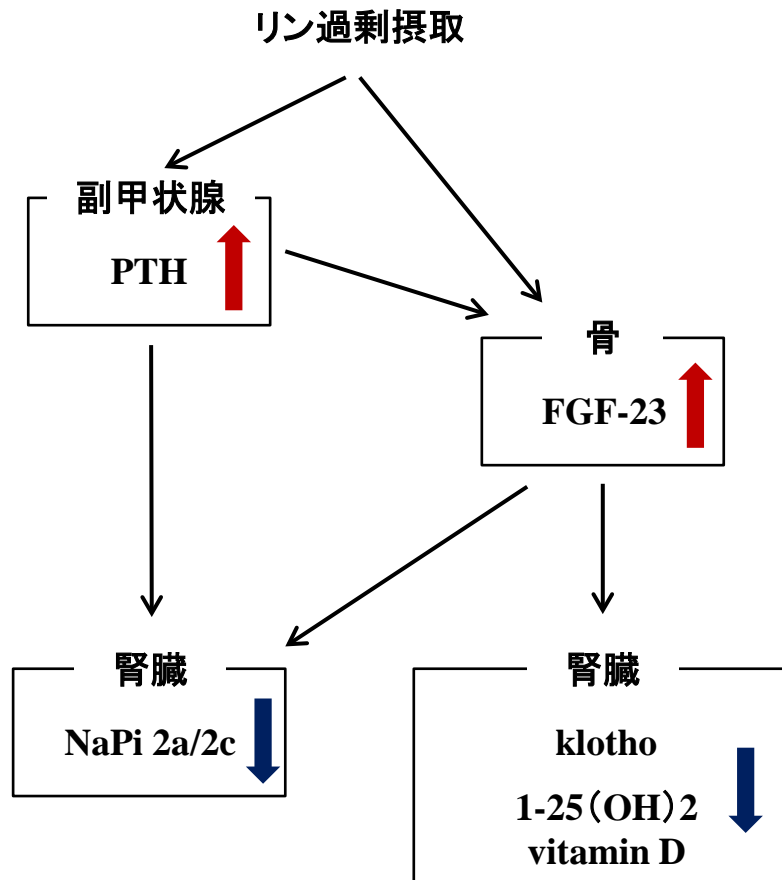 リン過剰摂取
副甲状腺
PTH
骨
FGF-23
腎臓
NaPi 2a/2c
腎臓
klotho
1-25(OH)2
vitamin D